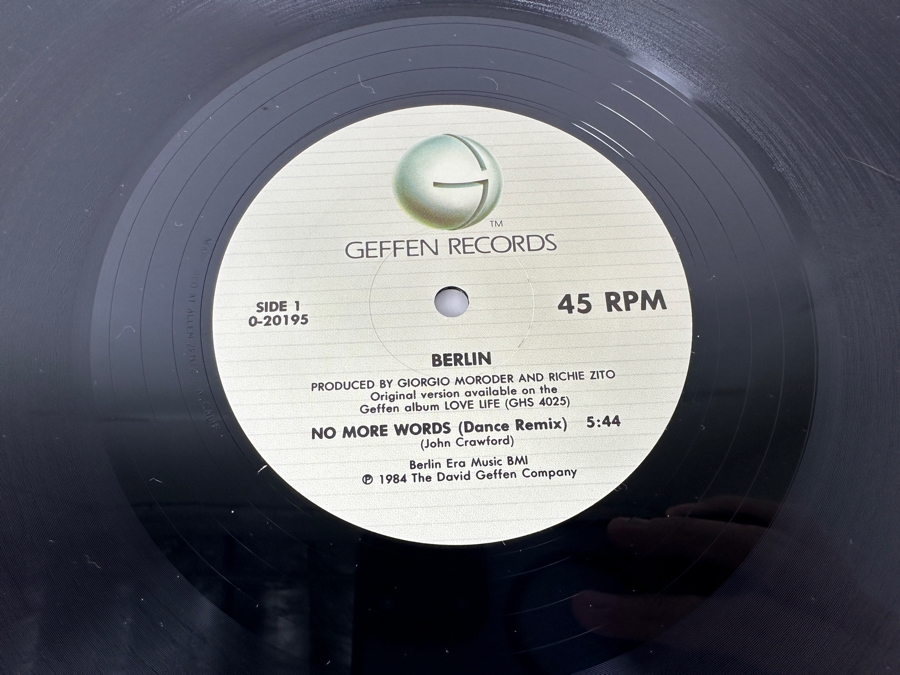 TM
GEFFEN RECORDS
SIDE 1
0-20195
45 RPM
BERLIN
PRODUCED BY GIORGIO MORODER AND RICHIE ZITO
Original version available on the
Geffen album LOVE LIFE (GHS 4025)
NO MORE WORDS (Dance Remix) 5:44
(John Crawford)
Berlin Era Music BMI
℗ 1984 The David Geffen Company